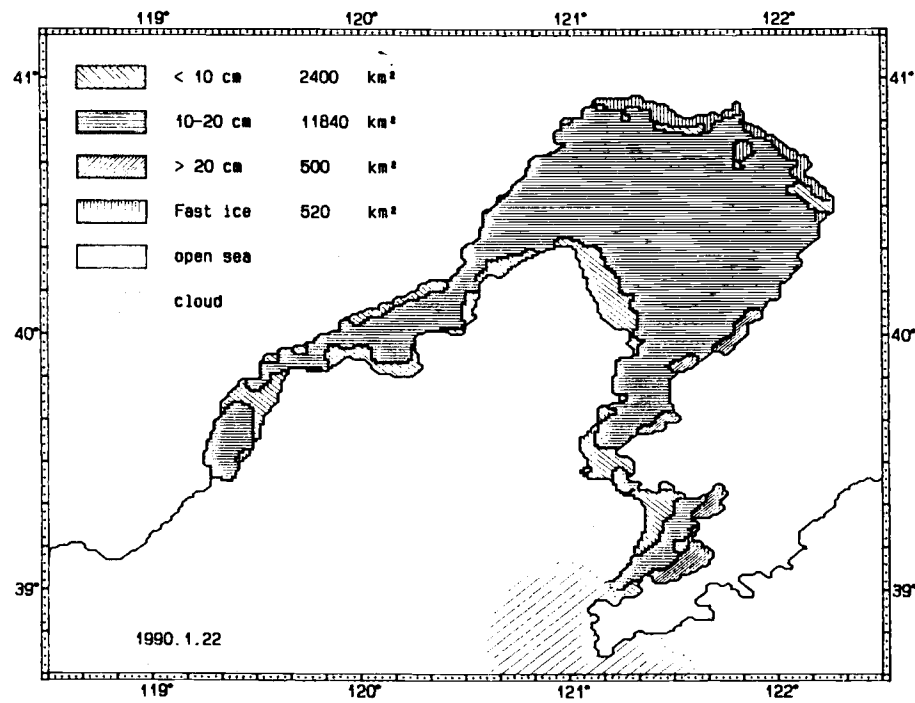 119° 120° 121° 122°
41° 41°
< 10 cm 2400 km²
10-20 cm 11840 km²
> 20 cm 500 km²
Fast ice 520 km²
open sea
cloud
40° 40°
39° 39°
1990.1.22
119° 120° 121° 122°